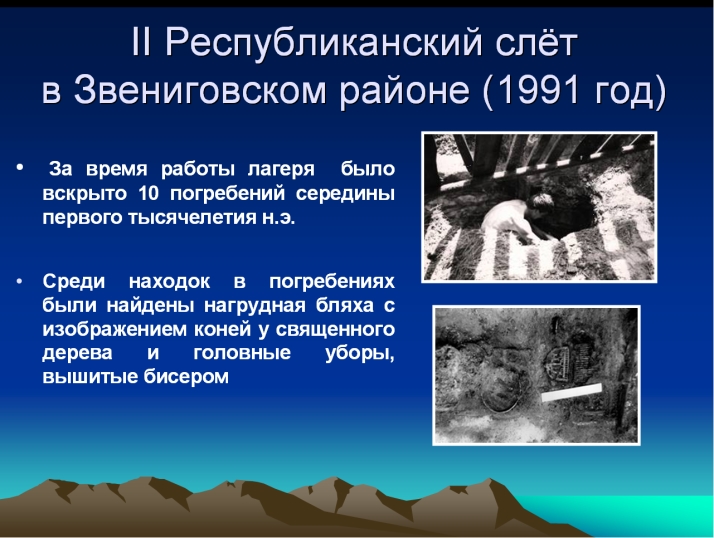 II Республиканский слёт
в Звениговском районе (1991 год)
• За время работы лагеря было
вскрыто 10 погребений середины
первого тысячелетия н.э.
• Среди находок в погребениях
были найдены нагрудная бляха с
изображением коней у священного
дерева и головные уборы,
вышитые бисером